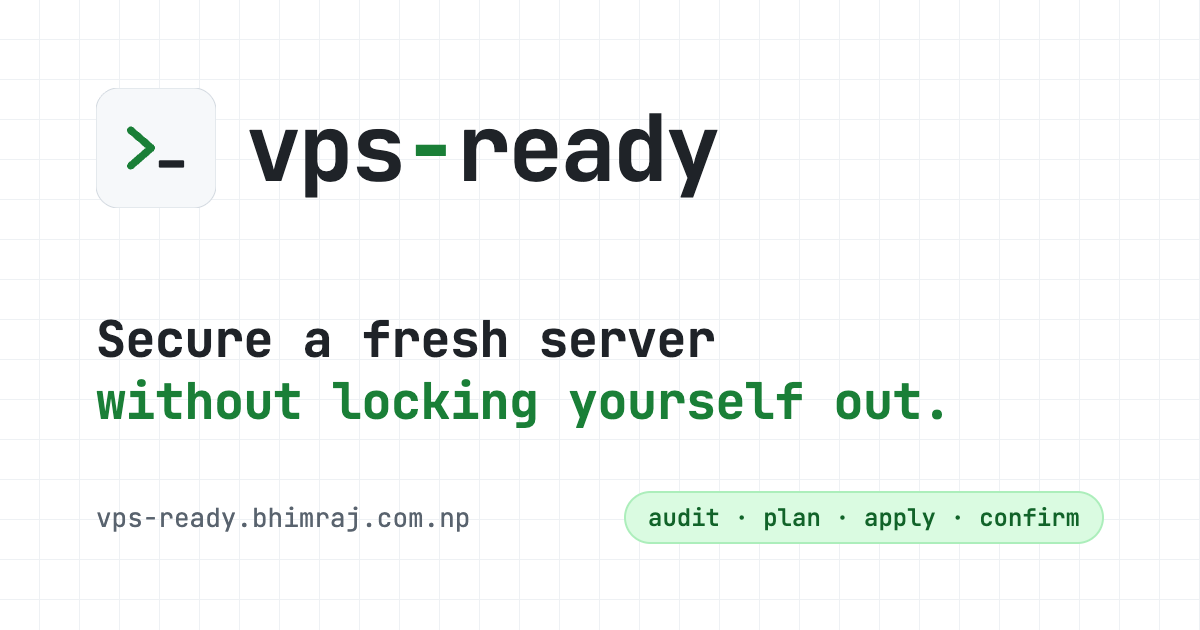 >_ vps-ready
Secure a fresh server
without locking yourself out.
vps-ready.bhimraj.com.np
audit · plan · apply · confirm